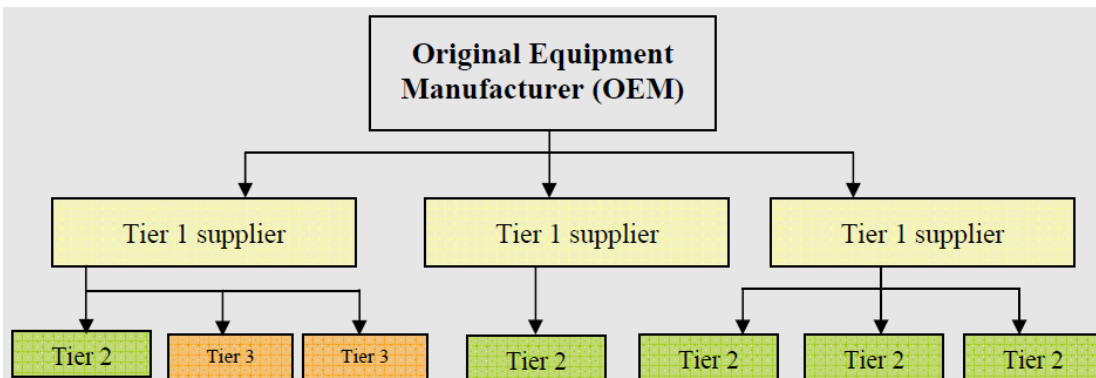 Original Equipment
Manufacturer (OEM)
Tier 1 supplier
Tier 1 supplier
Tier 1 supplier
Tier 2
Tier 3
Tier 3
Tier 2
Tier 2
Tier 2
Tier 2